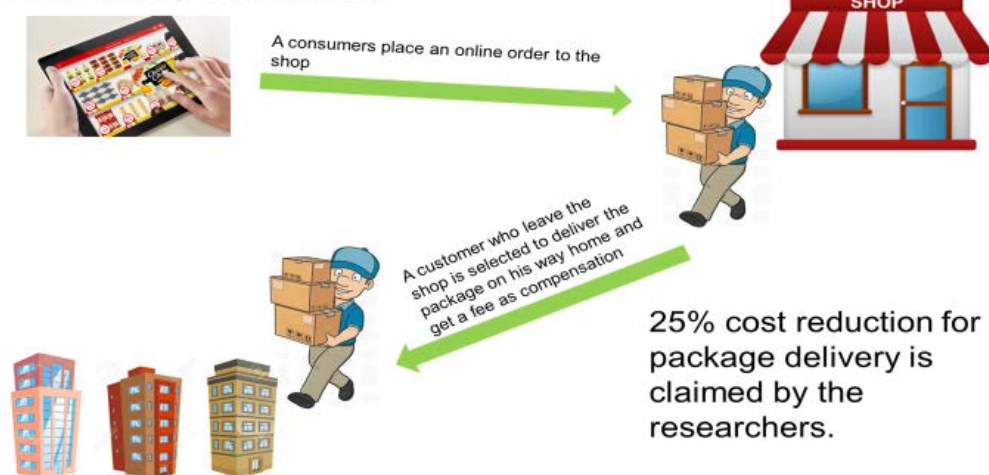 SHOP
A consumers place an online order to the
shop
A customer who leave the
shop is selected to deliver the
package on his way home and
get a fee as compensation
25% cost reduction for
package delivery is
claimed by the
researchers.